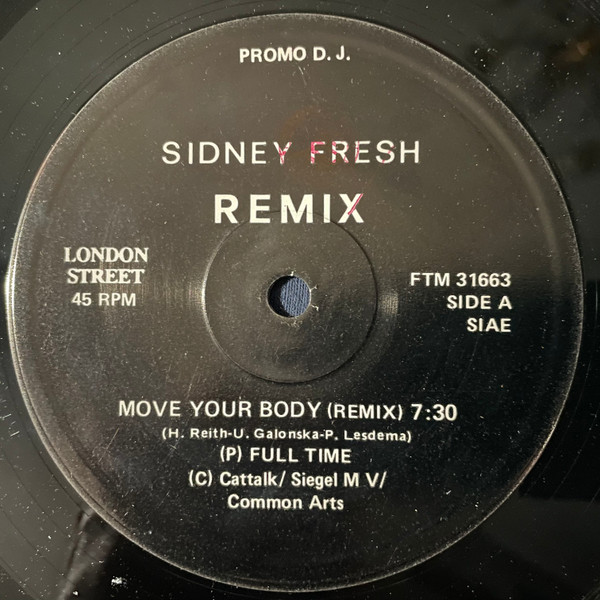 PROMO D. J.
SIDNEY FRESH
REMIX
LONDON
STREET
45 RPM
FTM 31663
SIDE A
SIAE
MOVE YOUR BODY (REMIX) 7:30
(H. Reith-U. Galonska-P. Lesdema)
(P) FULL TIME
(C) Cattalk/ Siegel M V/
Common Arts